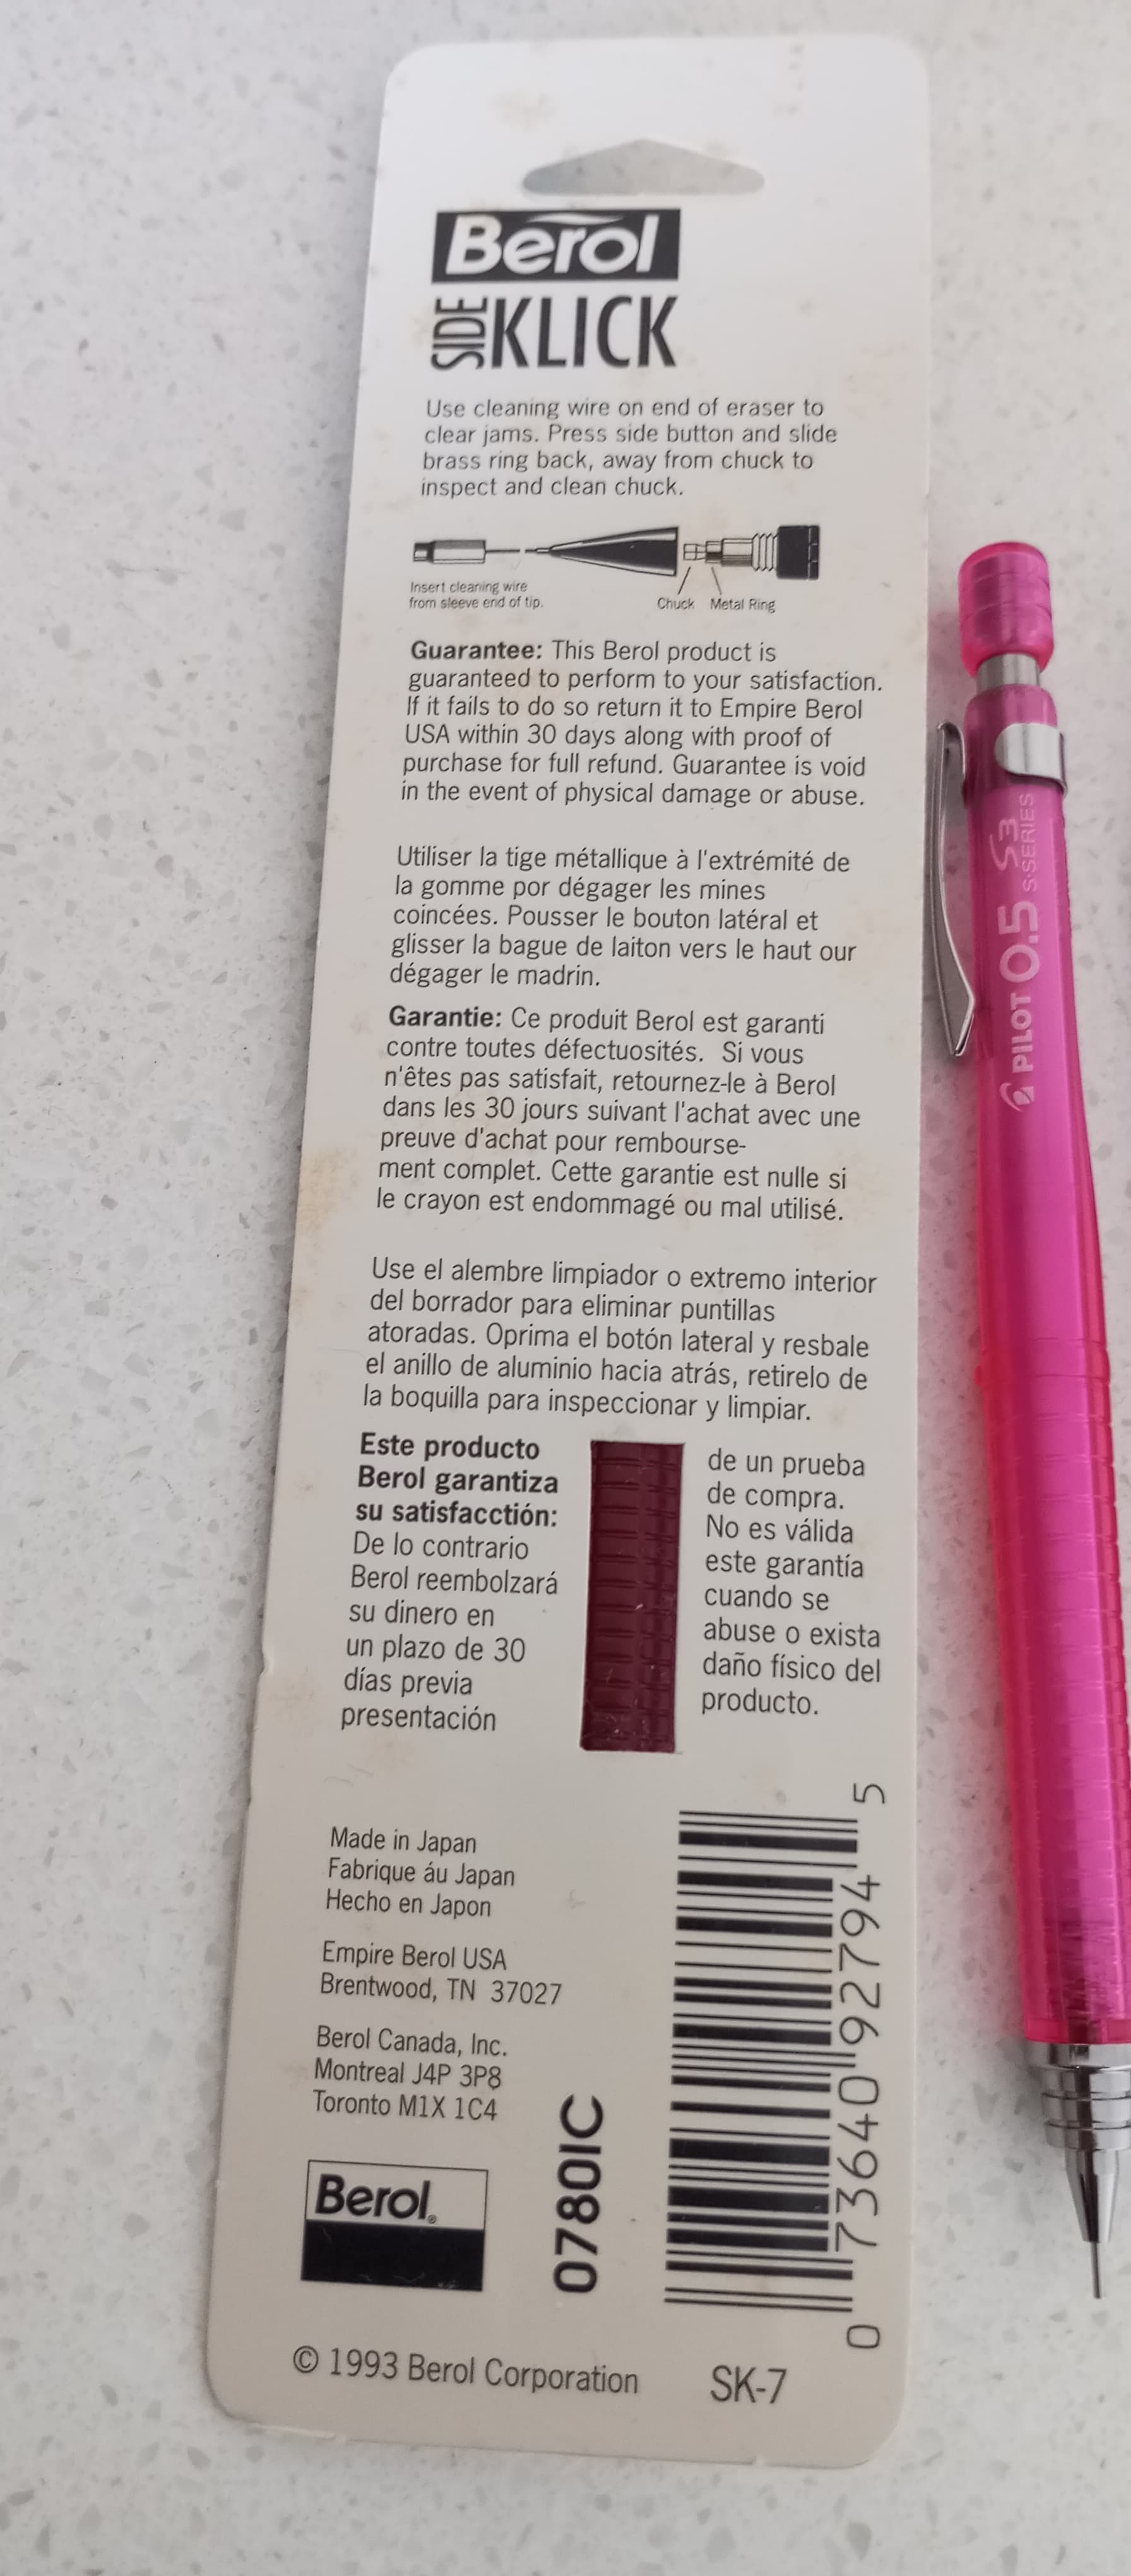 Berol
SIDE KLICK
Use cleaning wire on end of eraser to
clear jams. Press side button and slide
brass ring back, away from chuck to
inspect and clean chuck.
Insert cleaning wire
from sleeve end of tip.
Chuck Metal Ring
Guarantee: This Berol product is
guaranteed to perform to your satisfaction.
If it fails to do so return it to Empire Berol
USA within 30 days along with proof of
purchase for full refund. Guarantee is void
in the event of physical damage or abuse.
Utiliser la tige métallique à l'extrémité de
la gomme por dégager les mines
coincées. Pousser le bouton latéral et
glisser la bague de laiton vers le haut our
dégager le madrin.
Garantie: Ce produit Berol est garanti
contre toutes défectuosités. Si vous
n'êtes pas satisfait, retournez-le à Berol
dans les 30 jours suivant l'achat avec une
preuve d'achat pour rembourse-
ment complet. Cette garantie est nulle si
le crayon est endommagé ou mal utilisé.
Use el alembre limpiador o extremo interior
del borrador para eliminar puntillas
atoradas. Oprima el botón lateral y resbale
el anillo de aluminio hacia atrás, retirelo de
la boquilla para inspeccionar y limpiar.
Este producto
Berol garantiza
su satisfacctión:
De lo contrario
Berol reembolzará
su dinero en
un plazo de 30
días previa
presentación
de un prueba
de compra.
No es válida
este garantía
cuando se
abuse o exista
daño físico del
producto.
Made in Japan
Fabrique áu Japan
Hecho en Japon
Empire Berol USA
Brentwood, TN 37027
Berol Canada, Inc.
Montreal J4P 3P8
Toronto M1X 1C4
Berol®
0780IC
0 73640 92794 5
© 1993 Berol Corporation
SK-7
PILOT 0.5 S3 S·SERIES